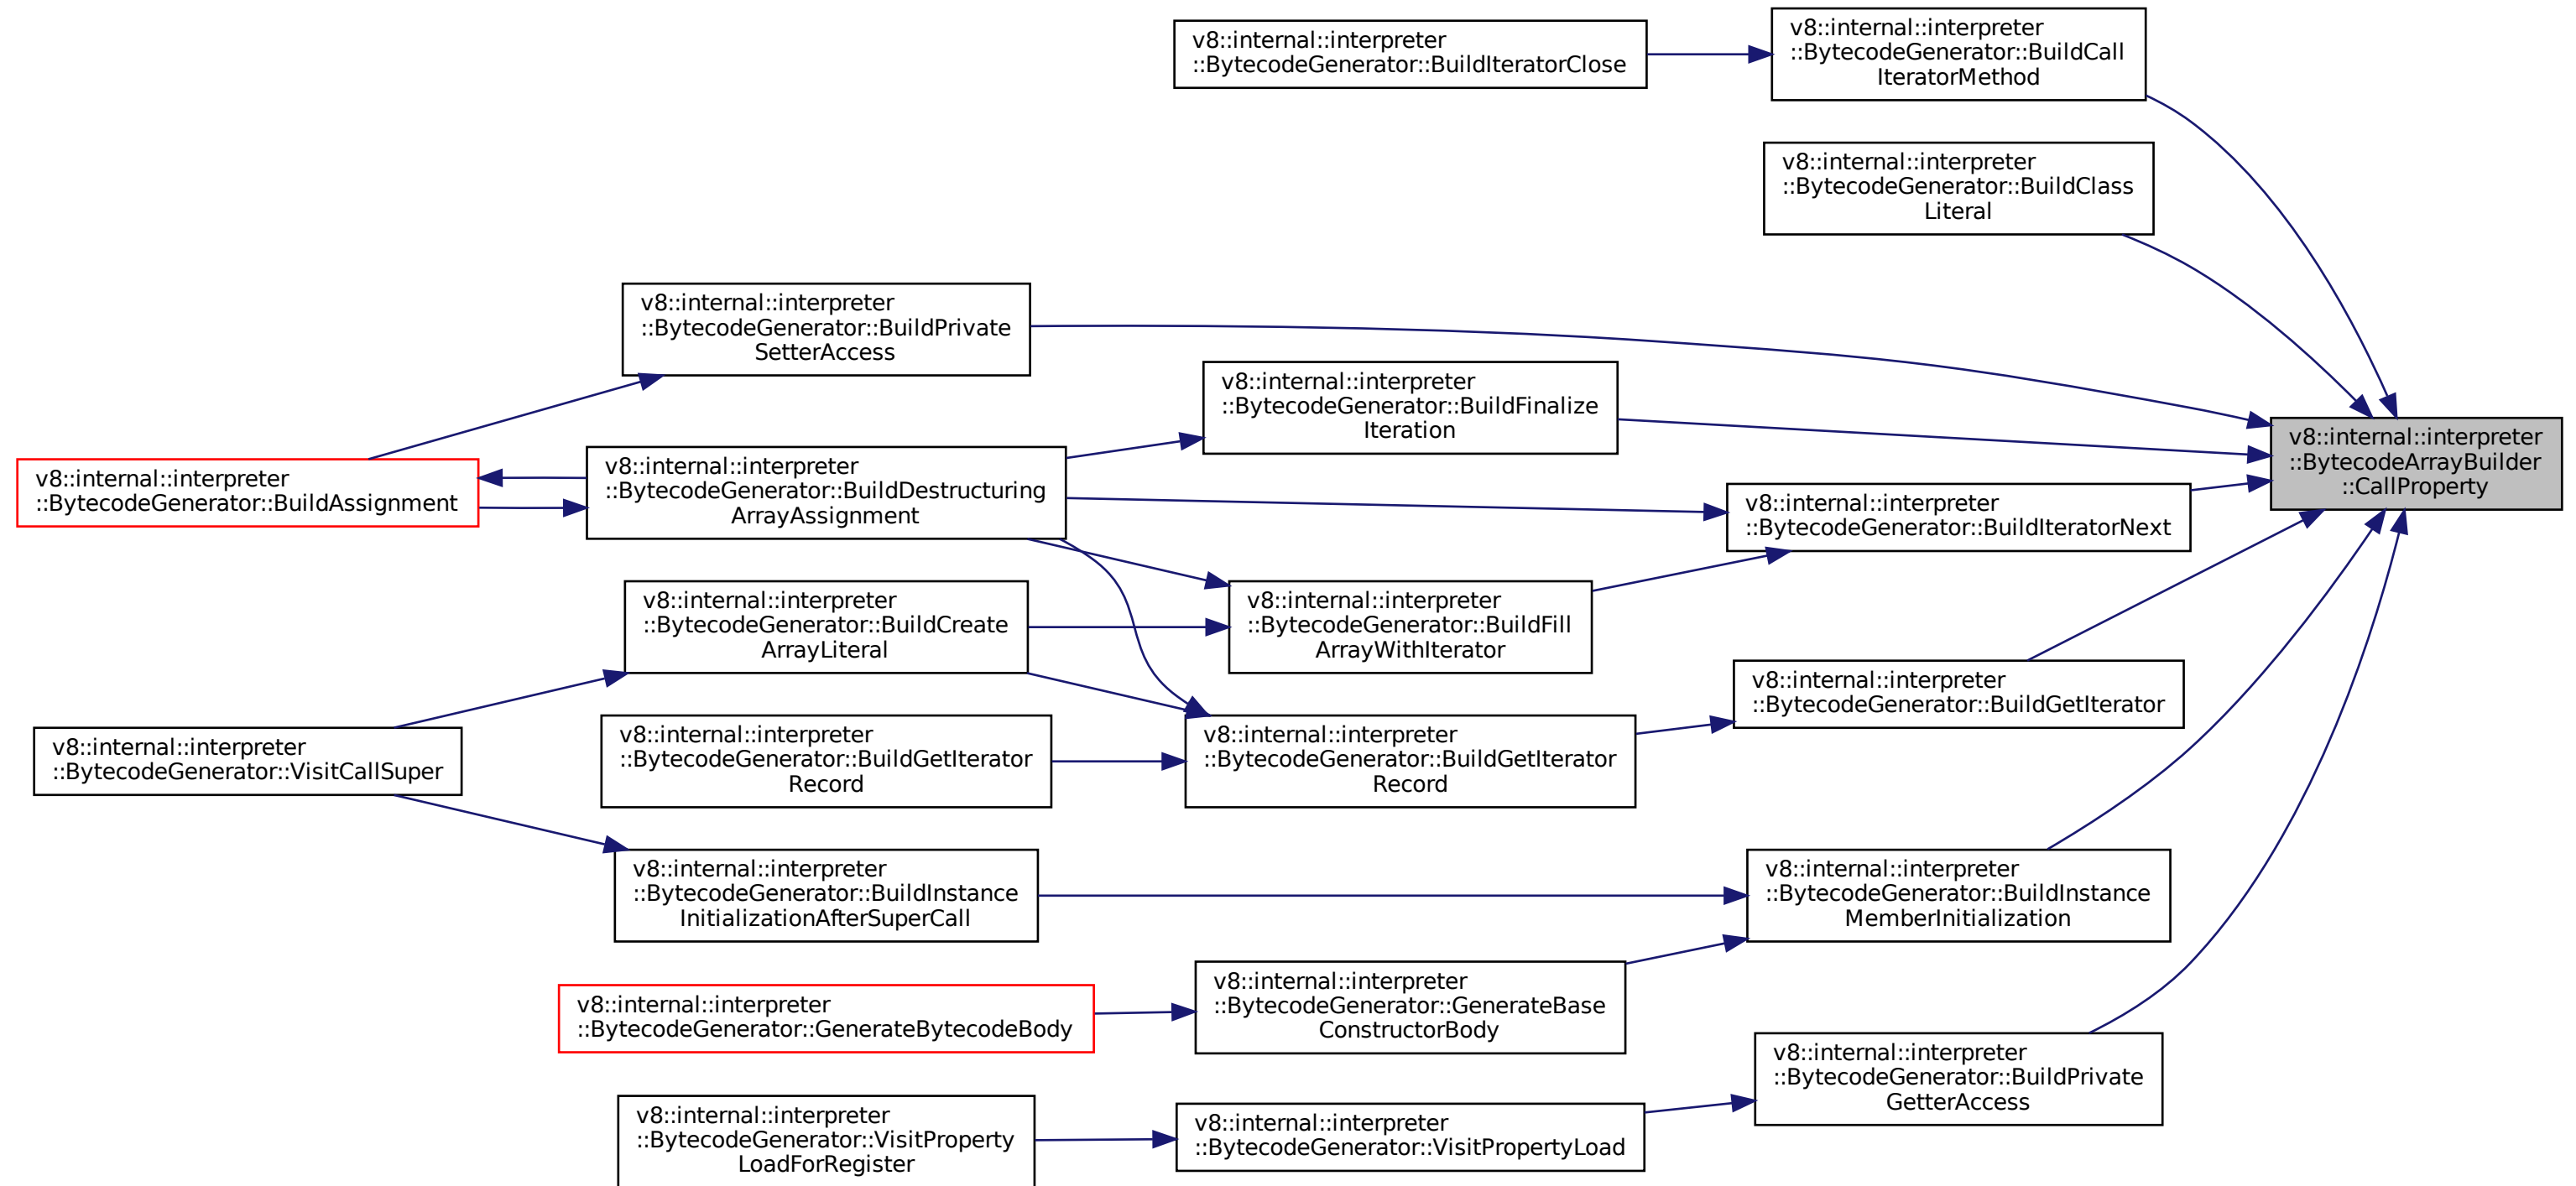 v8::internal::interpreter
::BytecodeGenerator::BuildIteratorClose
v8::internal::interpreter
::BytecodeGenerator::BuildCall
IteratorMethod
v8::internal::interpreter
::BytecodeGenerator::BuildClass
Literal
v8::internal::interpreter
::BytecodeGenerator::BuildPrivate
SetterAccess
v8::internal::interpreter
::BytecodeGenerator::BuildFinalize
Iteration
v8::internal::interpreter
::BytecodeArrayBuilder
::CallProperty
v8::internal::interpreter
::BytecodeGenerator::BuildAssignment
v8::internal::interpreter
::BytecodeGenerator::BuildDestructuring
ArrayAssignment
v8::internal::interpreter
::BytecodeGenerator::BuildIteratorNext
v8::internal::interpreter
::BytecodeGenerator::BuildCreate
ArrayLiteral
v8::internal::interpreter
::BytecodeGenerator::BuildFill
ArrayWithIterator
v8::internal::interpreter
::BytecodeGenerator::BuildGetIterator
v8::internal::interpreter
::BytecodeGenerator::VisitCallSuper
v8::internal::interpreter
::BytecodeGenerator::BuildGetIterator
Record
v8::internal::interpreter
::BytecodeGenerator::BuildGetIterator
Record
v8::internal::interpreter
::BytecodeGenerator::BuildInstance
InitializationAfterSuperCall
v8::internal::interpreter
::BytecodeGenerator::BuildInstance
MemberInitialization
v8::internal::interpreter
::BytecodeGenerator::GenerateBytecodeBody
v8::internal::interpreter
::BytecodeGenerator::GenerateBase
ConstructorBody
v8::internal::interpreter
::BytecodeGenerator::BuildPrivate
GetterAccess
v8::internal::interpreter
::BytecodeGenerator::VisitProperty
LoadForRegister
v8::internal::interpreter
::BytecodeGenerator::VisitPropertyLoad